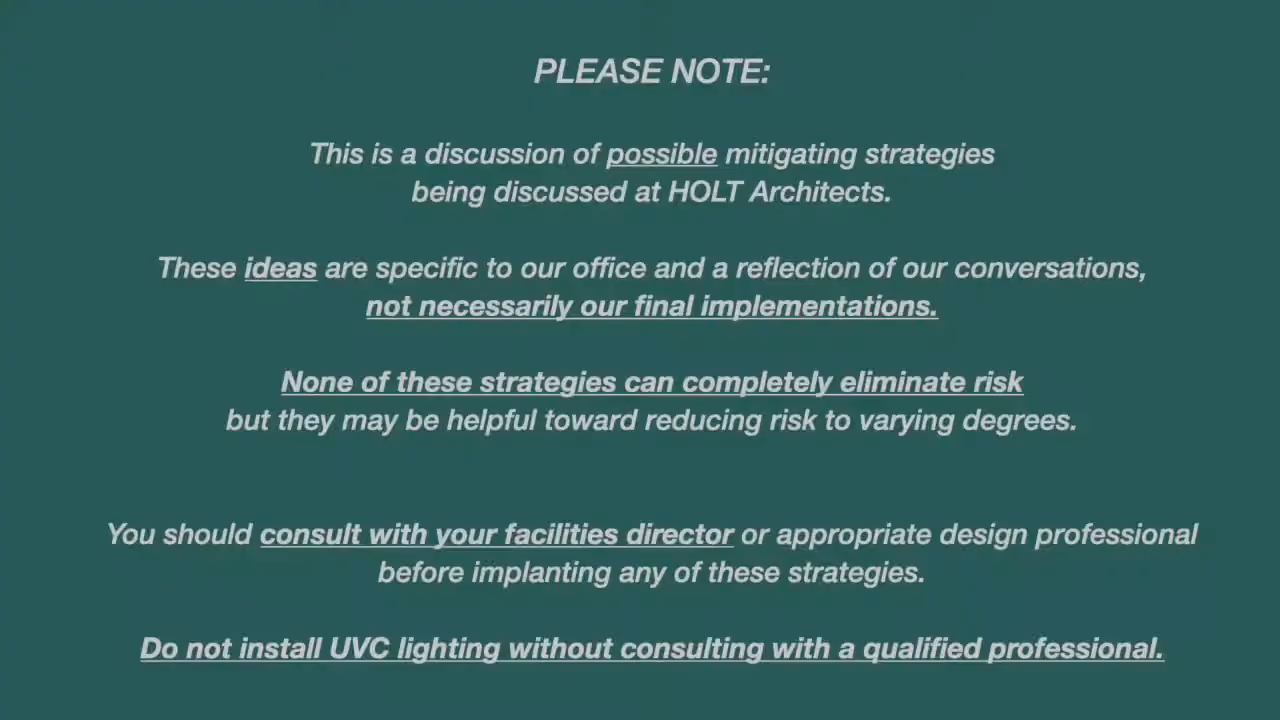 PLEASE NOTE:
This is a discussion of possible mitigating strategies
being discussed at HOLT Architects.
These ideas are specific to our office and a reflection of our conversations,
not necessarily our final implementations.
None of these strategies can completely eliminate risk
but they may be helpful toward reducing risk to varying degrees.
You should consult with your facilities director or appropriate design professional
before implanting any of these strategies.
Do not install UVC lighting without consulting with a qualified professional.